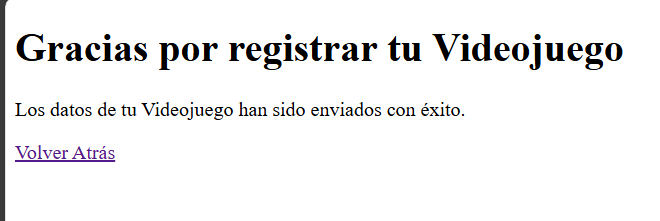 Gracias por registrar tu Videojuego
Los datos de tu Videojuego han sido enviados con éxito.
Volver Atrás